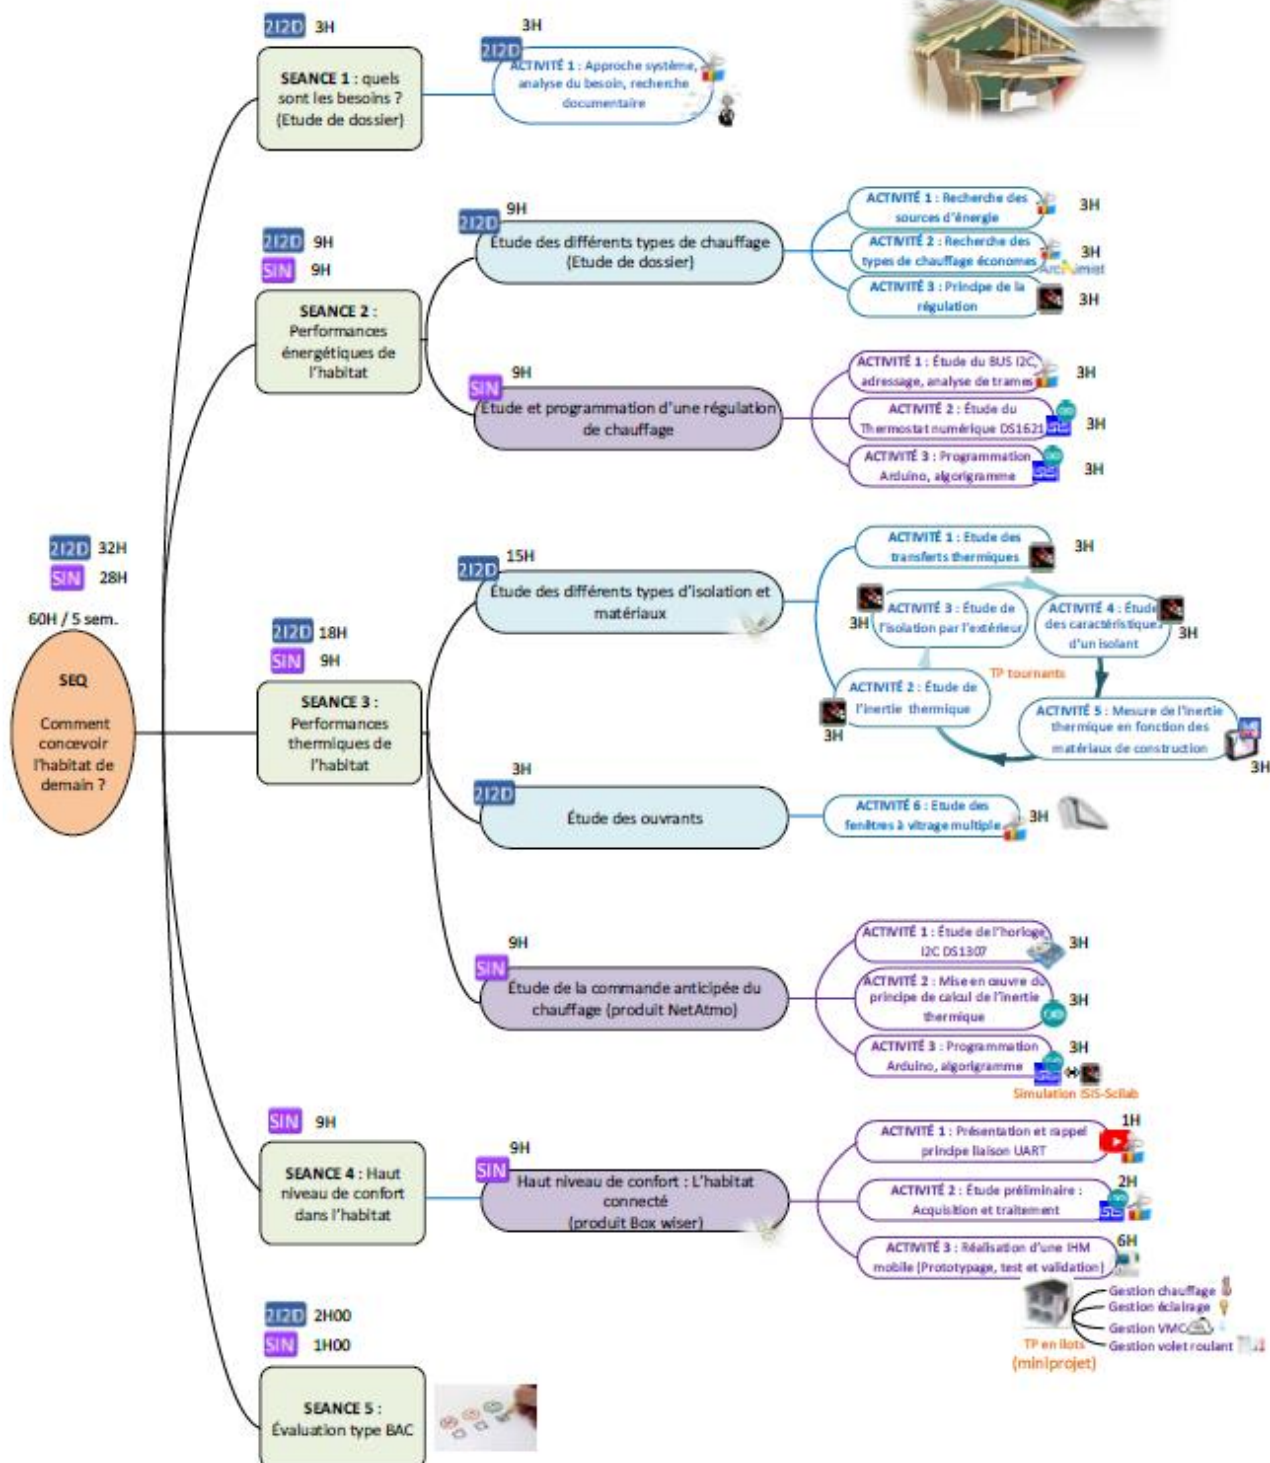 2I2D 3H
SEANCE 1 : quels
sont les besoins ?
(Etude de dossier)
3H
2I2D
ACTIVITÉ 1 : Approche système,
analyse du besoin, recherche
documentaire
2I2D 9H
SIN 9H
SEANCE 2 :
Performances
énergétiques de
l'habitat
9H
2I2D
Etude des différents types de chauffage
(Etude de dossier)
ACTIVITÉ 1 : Recherche des
sources d'énergie
3H
ACTIVITÉ 2 : Recherche des
types de chauffage économes
3H
ACTIVITÉ 3 : Principe de la
régulation
3H
9H
SIN
Etude et programmation d'une régulation
de chauffage
ACTIVITÉ 1 : Étude du BUS I2C,
adressage, analyse de trames
3H
ACTIVITÉ 2 : Étude du
Thermostat numérique DS1621
ISIS
3H
ACTIVITÉ 3 : Programmation
Arduino, algorigramme
ISIS
3H
2I2D 32H
SIN 28H
60H / 5 sem.
SEQ
Comment
concevoir
l'habitat de
demain ?
2I2D 18H
SIN 9H
SEANCE 3 :
Performances
thermiques de
l'habitat
15H
2I2D
Étude des différents types d'isolation et
matériaux
ACTIVITÉ 1 : Etude des
transferts thermiques
3H
ACTIVITÉ 3 : Étude de
l'isolation par l'extérieur
3H
ACTIVITÉ 4 : Étude
des caractéristiques
d'un isolant
3H
TP tournants
ACTIVITÉ 2 : Étude de
l'inertie thermique
3H
ACTIVITÉ 5 : Mesure de l'inertie
thermique en fonction des
matériaux de construction
3H
3H
2I2D
Étude des ouvrants
ACTIVITÉ 6 : Etude des
fenêtres à vitrage multiple
3H
9H
SIN
Étude de la commande anticipée du
chauffage (produit NetAtmo)
ACTIVITÉ 1 : Étude de l'horloge
I2C DS1307
3H
ACTIVITÉ 2 : Mise en œuvre du
principe de calcul de l'inertie
thermique
3H
ACTIVITÉ 3 : Programmation
Arduino, algorigramme
3H
ISIS
Simulation ISIS-Scilab
SIN 9H
SEANCE 4 : Haut
niveau de confort
dans l'habitat
9H
SIN
Haut niveau de confort : L'habitat
connecté
(produit Box wiser)
ACTIVITÉ 1 : Présentation et rappel
principe liaison UART
1H
ACTIVITÉ 2 : Étude préliminaire :
Acquisition et traitement
2H
ISIS
ACTIVITÉ 3 : Réalisation d'une IHM
mobile (Prototypage, test et validation)
6H
Gestion chauffage
Gestion éclairage
Gestion VMC
Gestion volet roulant
TP en ilots
(miniprojet)
2I2D 2H00
SIN 1H00
SEANCE 5 :
Évaluation type BAC